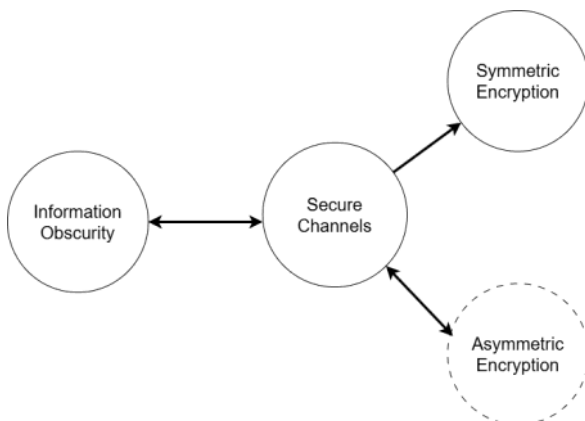 Symmetric
Encryption
Information
Obscurity
Secure
Channels
Asymmetric
Encryption